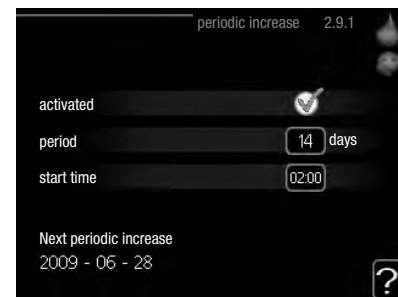 periodic increase 2.9.1
activated
period 14 days
start time 02:00
Next periodic increase
2009 - 06 - 28
?